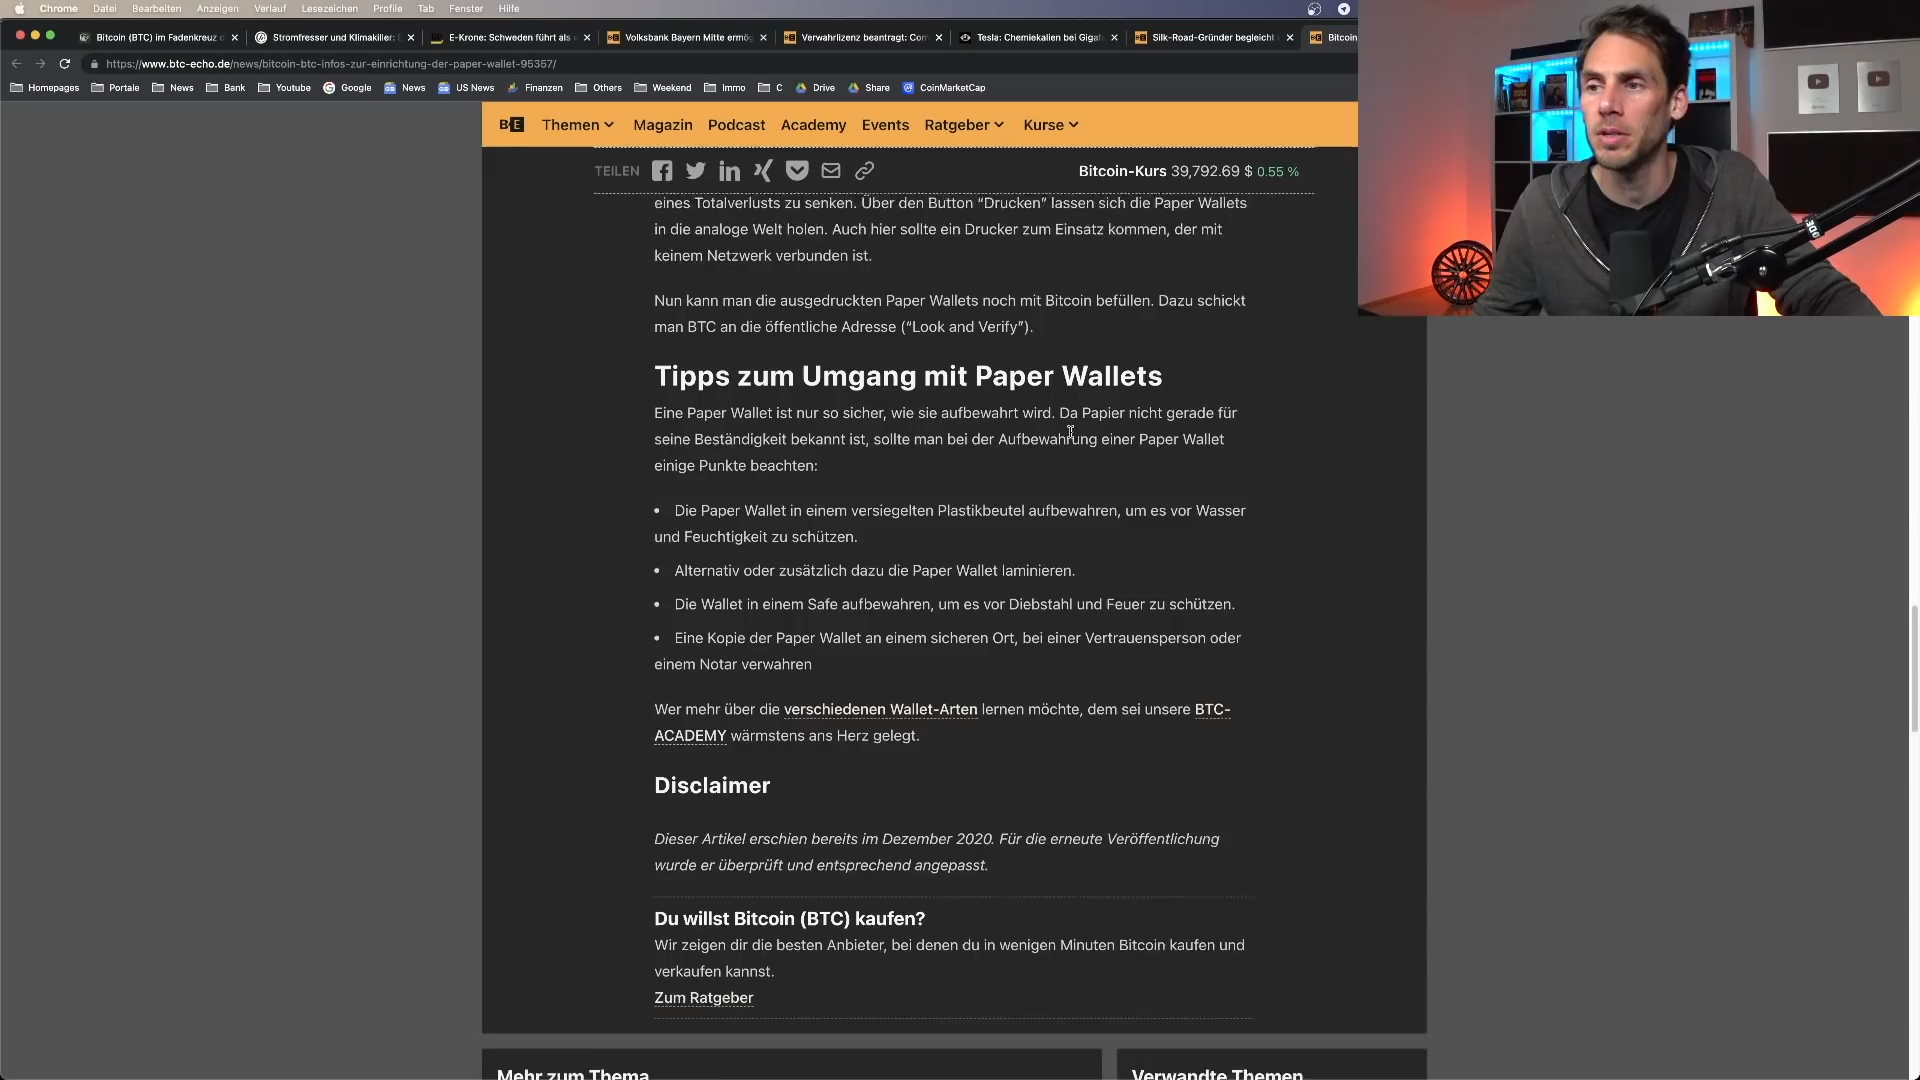 Chrome Datei Bearbeiten Anzeigen Verlauf Lesezeichen Profile Tab Fenster Hilfe
Bitcoin (BTC) im Fadenkreuz Stromfresser und Klimakiller: E-Krone: Schweden führt als Volksbank Bayern Mitte ermög Verwahrlizenz beantragt: Com Tesla: Chemiekalien bei Gigaf Silk-Road-Gründer begleicht Bitcoin
https://www.btc-echo.de/news/bitcoin-btc-infos-zur-einrichtung-der-paper-wallet-95357/
Homepages Portale News Bank Youtube Google News US News Finanzen Others Weekend Immo C Drive Share CoinMarketCap
B-E Themen Magazin Podcast Academy Events Ratgeber Kurse
TEILEN Bitcoin-Kurs 39,792.69 $ 0.55 %
eines Totalverlusts zu senken. Über den Button “Drucken” lassen sich die Paper Wallets
in die analoge Welt holen. Auch hier sollte ein Drucker zum Einsatz kommen, der mit
keinem Netzwerk verbunden ist.
Nun kann man die ausgedruckten Paper Wallets noch mit Bitcoin befüllen. Dazu schickt
man BTC an die öffentliche Adresse (“Look and Verify”).
Tipps zum Umgang mit Paper Wallets
Eine Paper Wallet ist nur so sicher, wie sie aufbewahrt wird. Da Papier nicht gerade für
seine Beständigkeit bekannt ist, sollte man bei der Aufbewahrung einer Paper Wallet
einige Punkte beachten:
• Die Paper Wallet in einem versiegelten Plastikbeutel aufbewahren, um es vor Wasser
und Feuchtigkeit zu schützen.
• Alternativ oder zusätzlich dazu die Paper Wallet laminieren.
• Die Wallet in einem Safe aufbewahren, um es vor Diebstahl und Feuer zu schützen.
• Eine Kopie der Paper Wallet an einem sicheren Ort, bei einer Vertrauensperson oder
einem Notar verwahren
Wer mehr über die verschiedenen Wallet-Arten lernen möchte, dem sei unsere BTC-
ACADEMY wärmstens ans Herz gelegt.
Disclaimer
Dieser Artikel erschien bereits im Dezember 2020. Für die erneute Veröffentlichung
wurde er überprüft und entsprechend angepasst.
Du willst Bitcoin (BTC) kaufen?
Wir zeigen dir die besten Anbieter, bei denen du in wenigen Minuten Bitcoin kaufen und
verkaufen kannst.
Zum Ratgeber
Mehr zum Thema Verwandte Themen